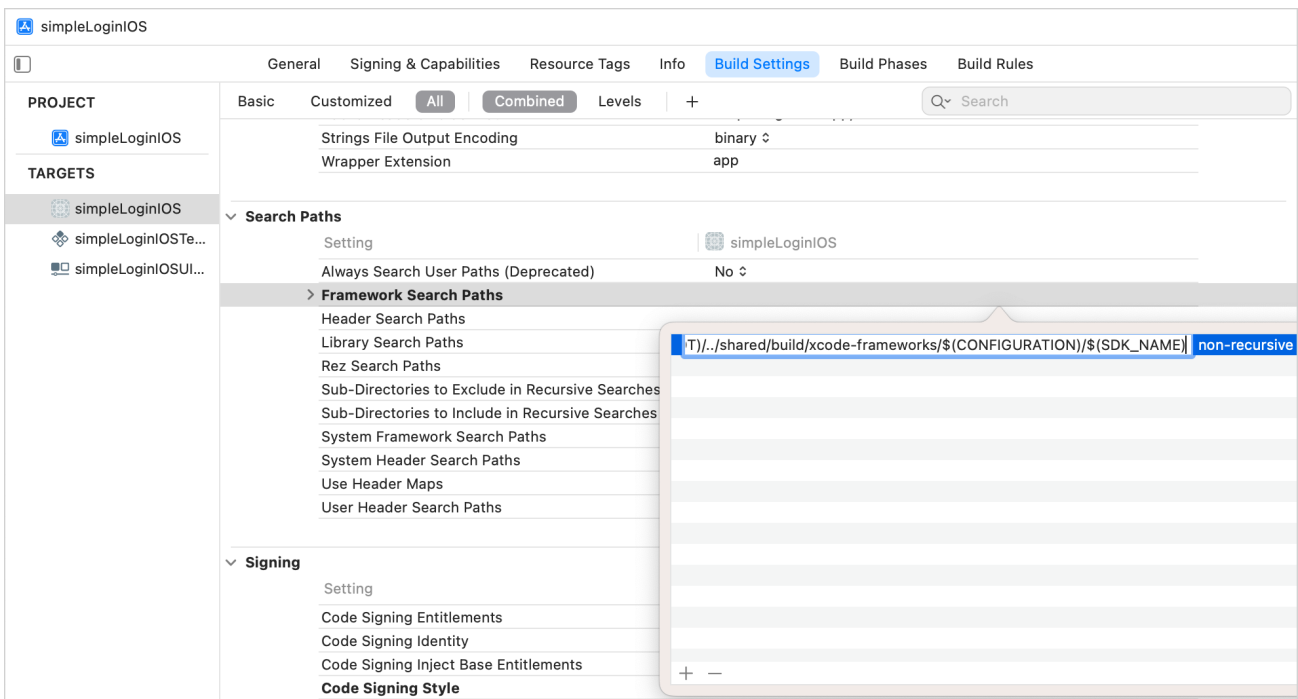 simpleLoginIOS
General Signing & Capabilities Resource Tags Info Build Settings Build Phases Build Rules
PROJECT
simpleLoginIOS
TARGETS
simpleLoginIOS
simpleLoginIOSTe...
simpleLoginIOSUI...
Basic Customized All Combined Levels + Search
Strings File Output Encoding binary
Wrapper Extension app
Search Paths
Setting simpleLoginIOS
Always Search User Paths (Deprecated) No
Framework Search Paths
Header Search Paths
Library Search Paths
Rez Search Paths
Sub-Directories to Exclude in Recursive Searches
Sub-Directories to Include in Recursive Searches
System Framework Search Paths
System Header Search Paths
Use Header Maps
User Header Search Paths
T)/../shared/build/xcode-frameworks/$(CONFIGURATION)/$(SDK_NAME) non-recursive
Signing
Setting
Code Signing Entitlements
Code Signing Identity
Code Signing Inject Base Entitlements
Code Signing Style